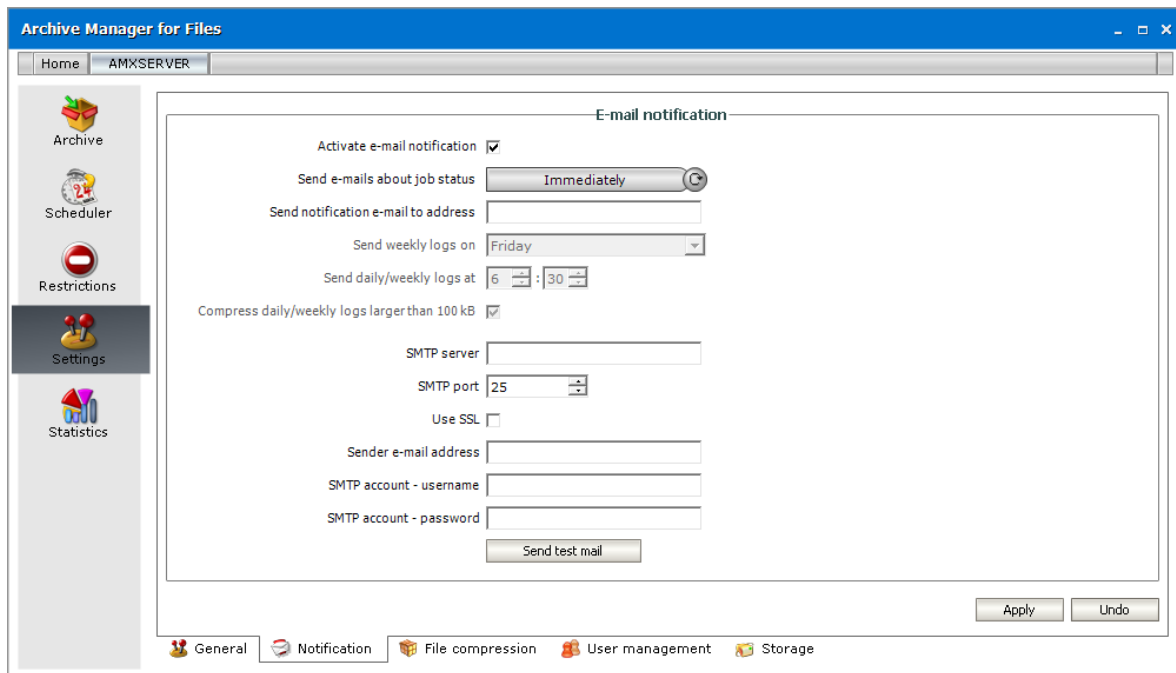 Archive Manager for Files
Home AMXSERVER
Archive
Scheduler
Restrictions
Settings
Statistics
E-mail notification
Activate e-mail notification
Send e-mails about job status Immediately
Send notification e-mail to address
Send weekly logs on Friday
Send daily/weekly logs at 6 : 30
Compress daily/weekly logs larger than 100 kB
SMTP server
SMTP port 25
Use SSL
Sender e-mail address
SMTP account - username
SMTP account - password
Send test mail
Apply Undo
General Notification File compression User management Storage